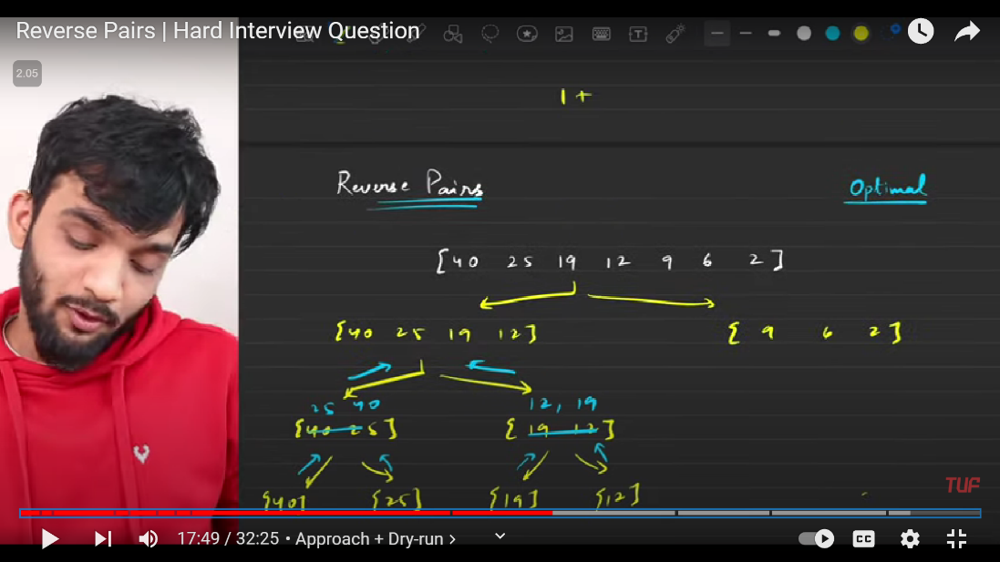 Reverse Pairs | Hard Interview Question
2.05
1 +
Reverse Pairs
Optimal
[40 25 19 12 9 6 2]
[40 25 19 12]
[ 9 6 2]
25 40
12, 19
[40 25]
[ 19 12]
[40]
[25]
[19]
[12]
TUF
17:49 / 32:25 • Approach + Dry-run >
CC